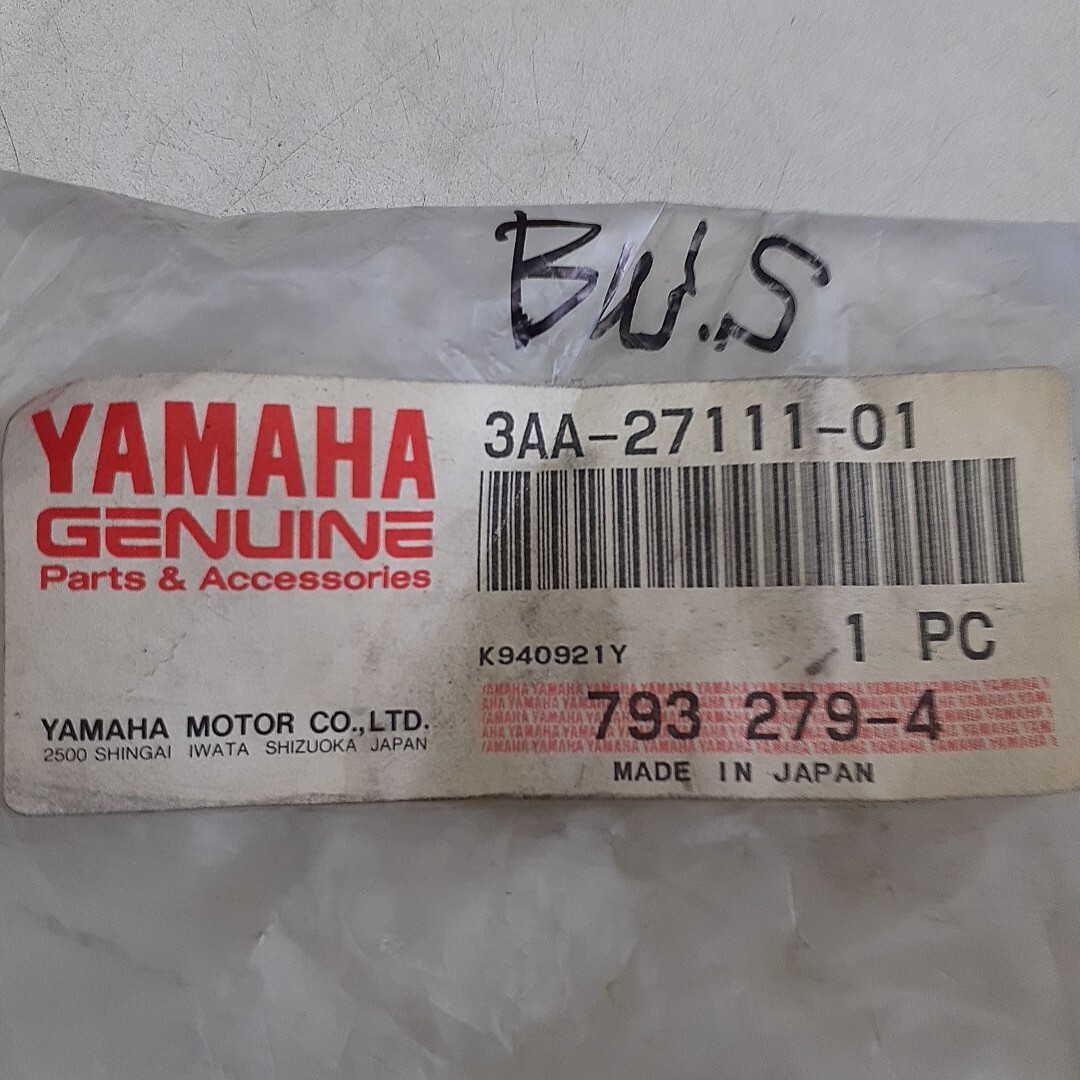 BW.S
YAMAHA
GENUINE
Parts & Accessories
YAMAHA MOTOR CO.,LTD.
2500 SHINGAI IWATA SHIZUOKA JAPAN
3AA-27111-01
1 PC
K940921Y
793 279-4
MADE IN JAPAN